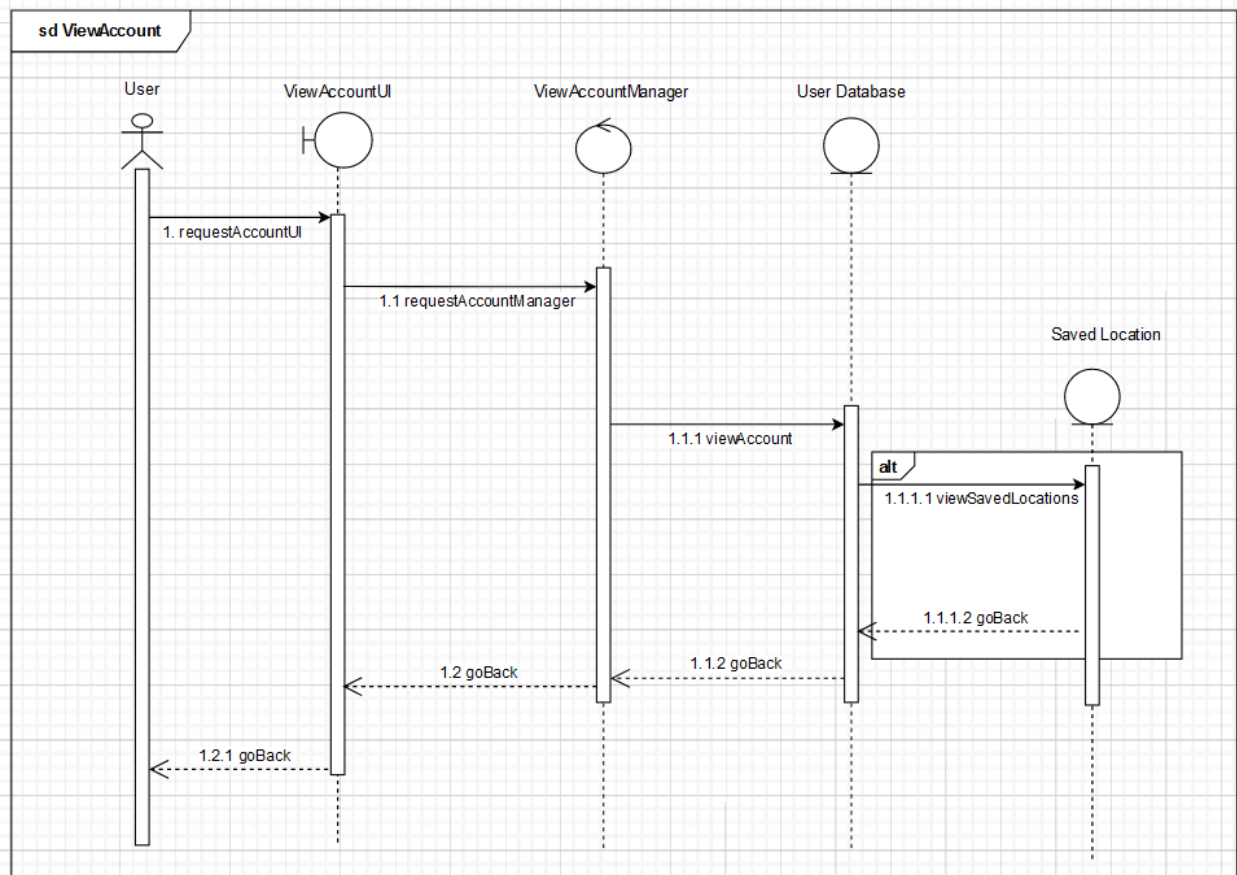 sd ViewAccount
User
ViewAccountUI
ViewAccountManager
User Database
1. requestAccountUI
1.1 requestAccountManager
Saved Location
1.1.1 viewAccount
alt
1.1.1.1 viewSavedLocations
1.1.1.2 goBack
1.1.2 goBack
1.2 goBack
1.2.1 goBack